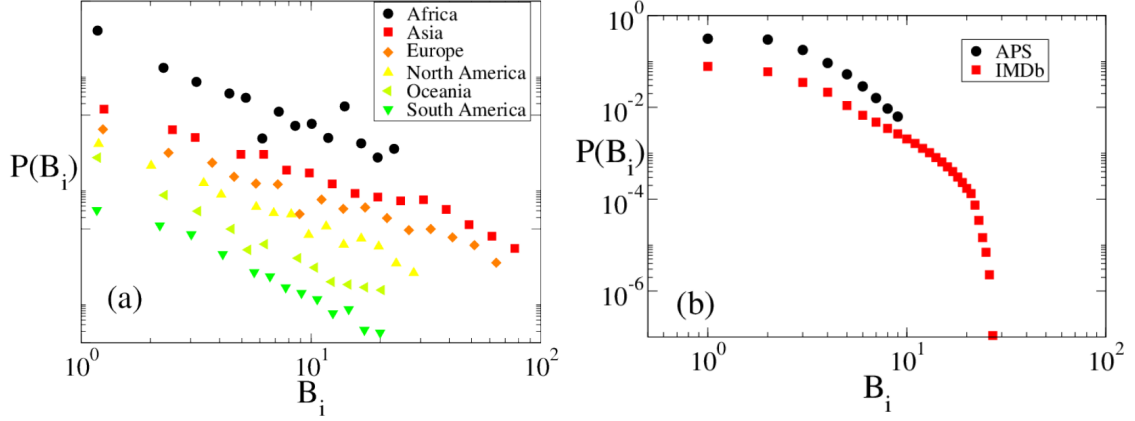 Africa
Asia
Europe
North America
Oceania
South America
P(B_i)
(a)
10^0
10^1
10^2
B_i
10^0
10^-2
10^-4
10^-6
APS
IMDb
P(B_i)
(b)
10^0
10^1
10^2
B_i